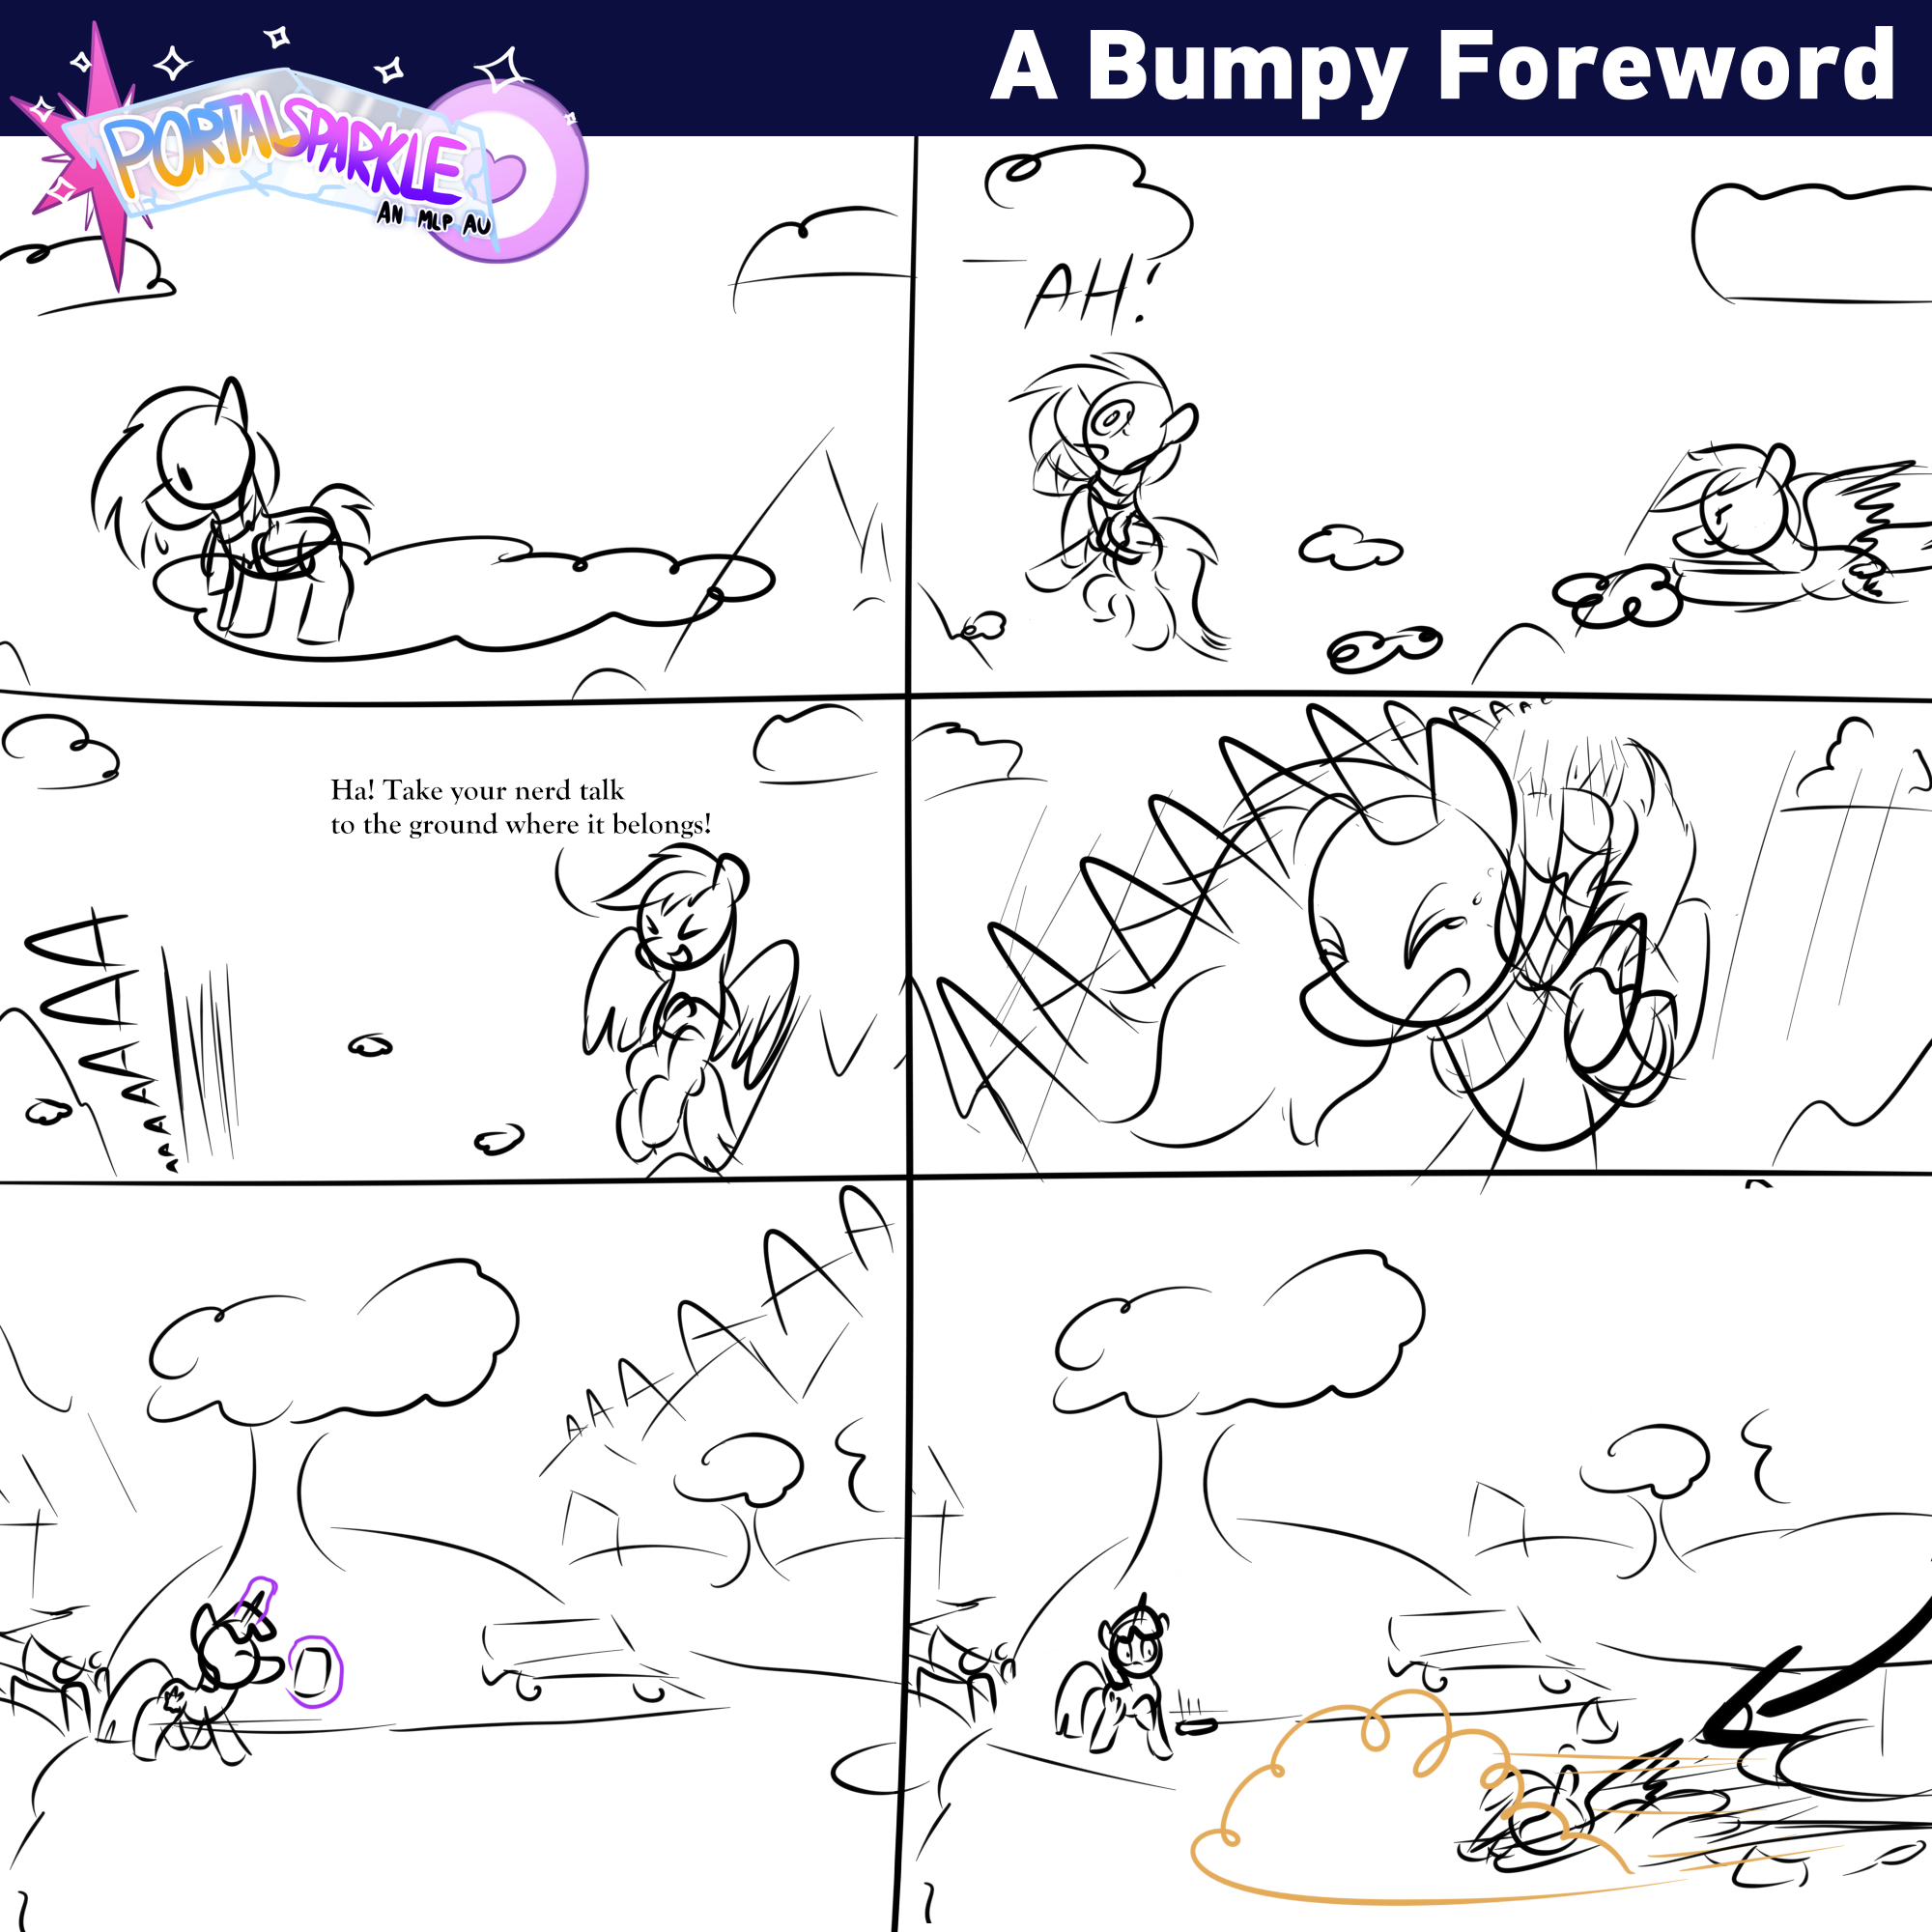 A Bumpy Foreword
PORTALSPARKLE
AN MLP AU
AH!
Ha! Take your nerd talk
to the ground where it belongs!
AAAAAAA
AAAAAA